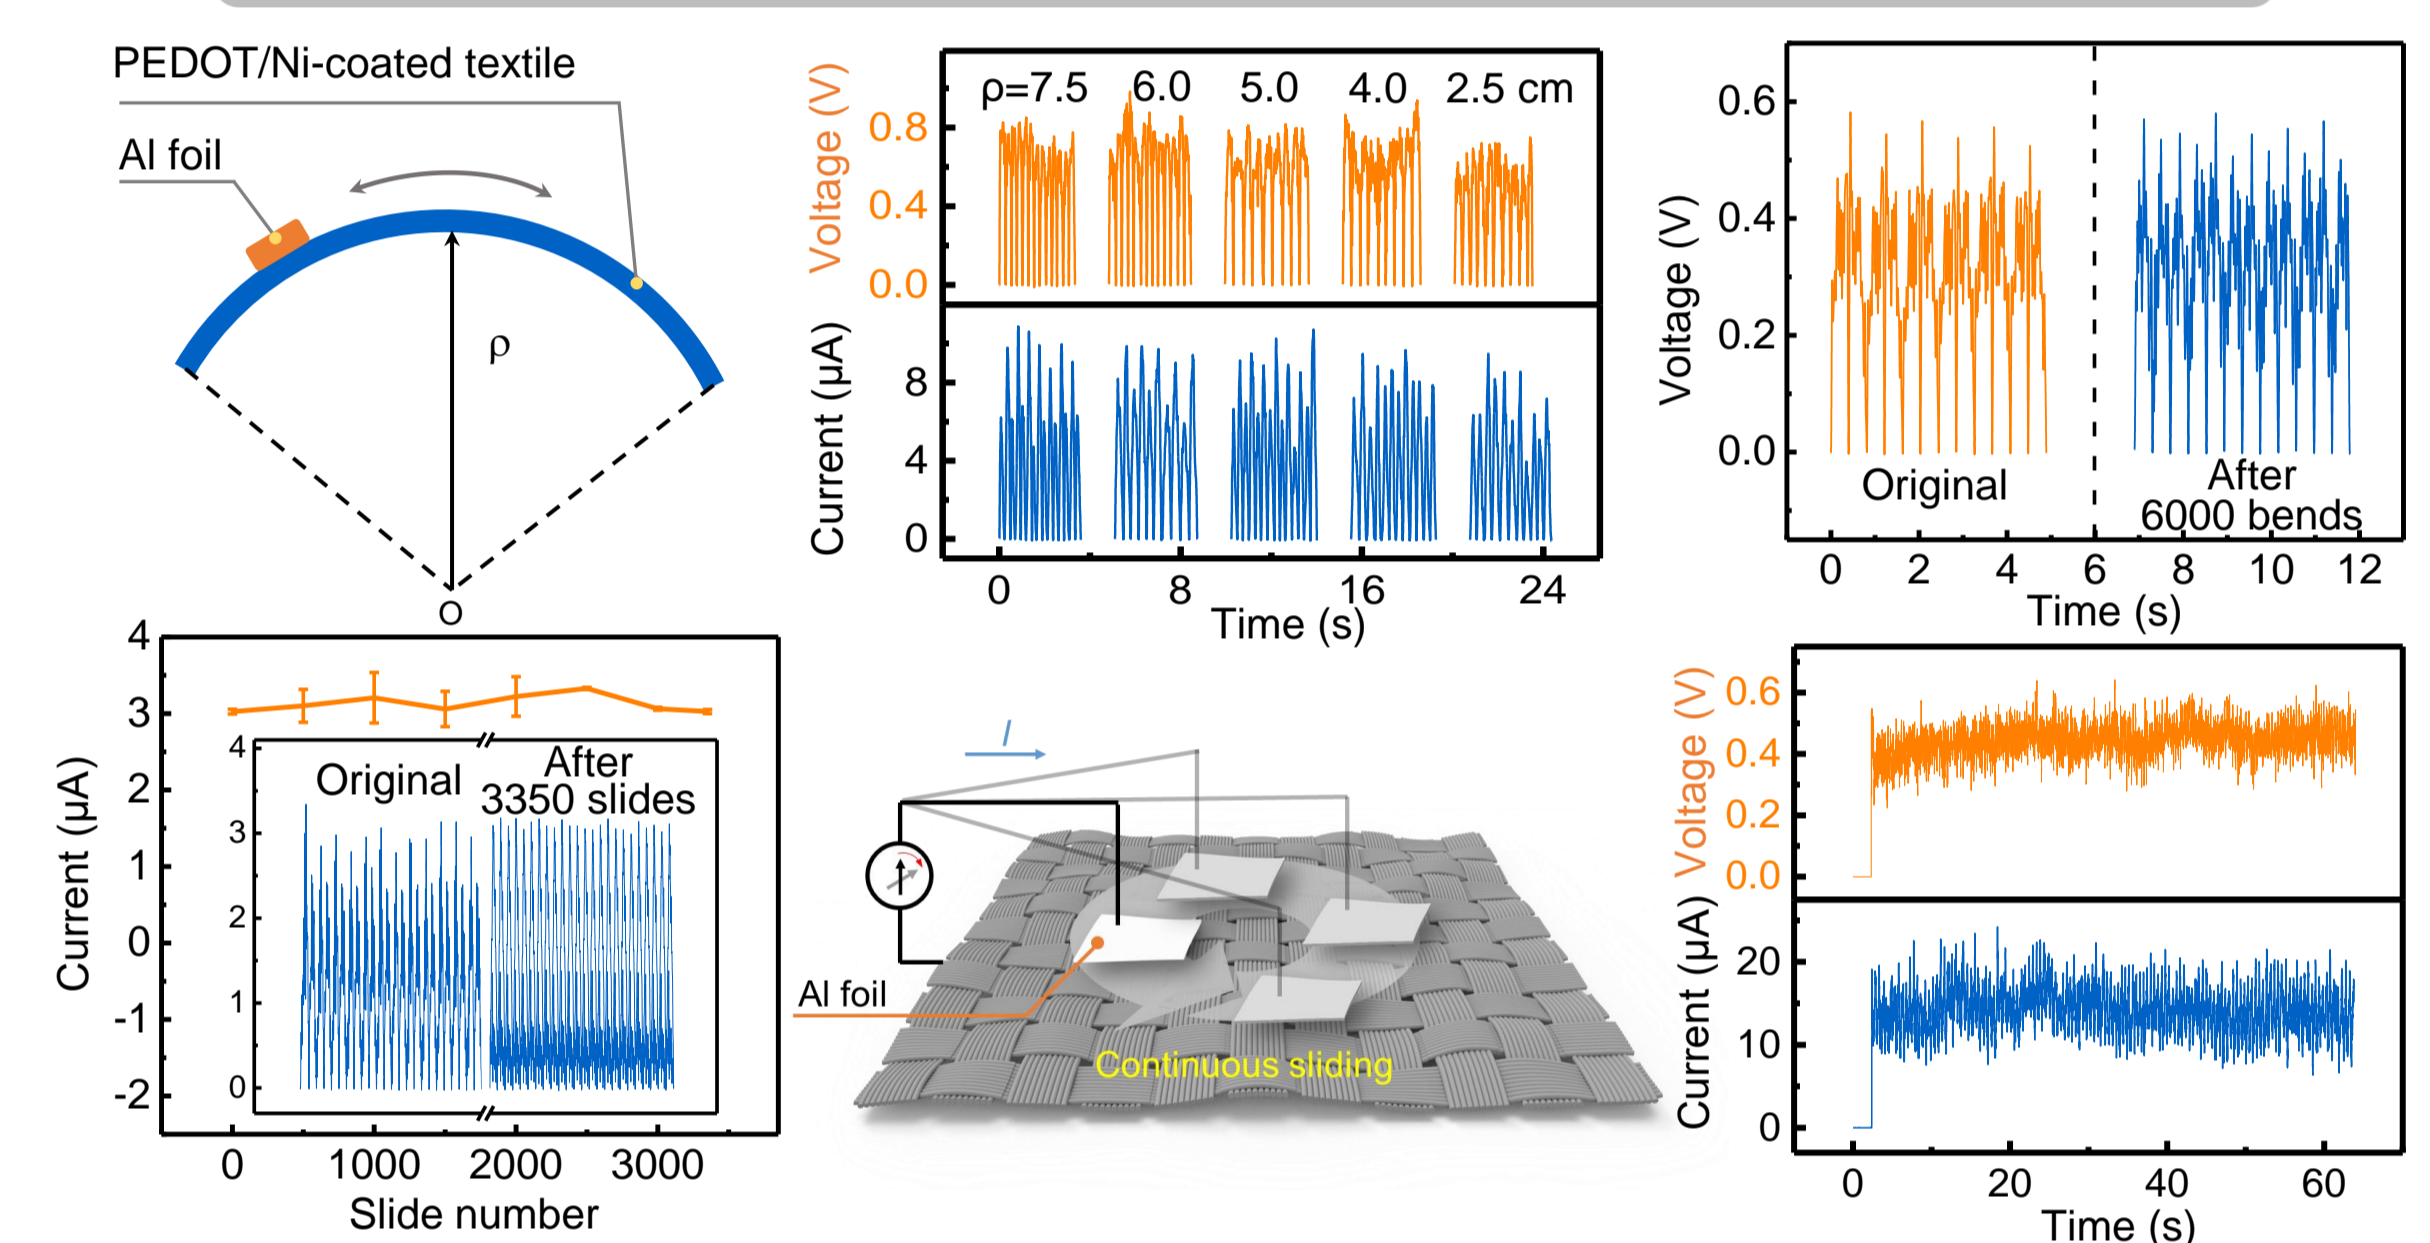 PEDOT/Ni-coated textile
Al foil
ρ
O
Voltage (V)
0.8
0.4
0.0
ρ=7.5 6.0 5.0 4.0 2.5 cm
Current (μA)
8
4
0
0 8 16 24
Time (s)
Voltage (V)
0.6
0.4
0.2
0.0
Original
After
6000 bends
0 2 4 6 8 10 12
Time (s)
Current (μA)
4
3
2
1
0
-1
-2
4
3
2
1
0
Original
After
3350 slides
0 1000 2000 3000
Slide number
I
Al foil
Continuous sliding
Voltage (V)
0.6
0.4
0.2
0.0
Current (μA)
20
10
0
0 20 40 60
Time (s)